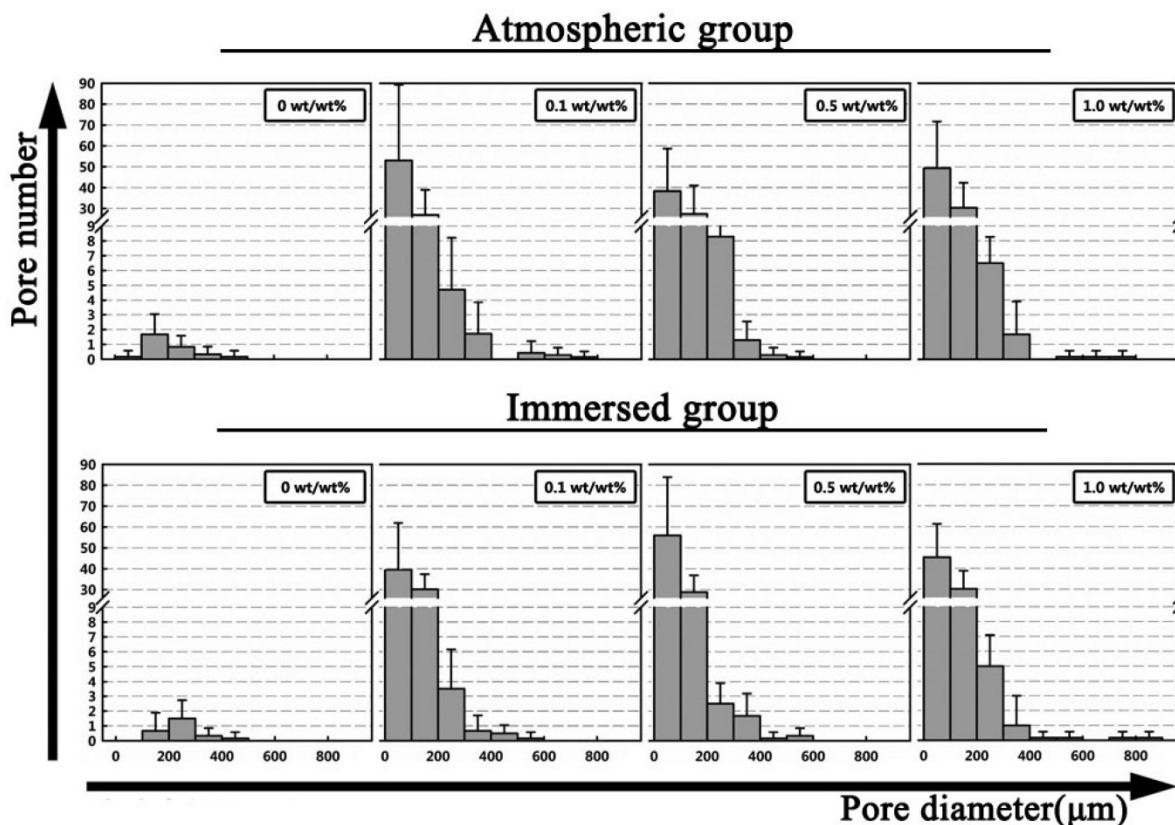 Atmospheric group
Pore number
90
80
70
60
50
40
30
9
8
7
6
5
4
3
2
1
0
0 wt/wt%
0.1 wt/wt%
0.5 wt/wt%
1.0 wt/wt%
Immersed group
90
80
70
60
50
40
30
9
8
7
6
5
4
3
2
1
0
0 wt/wt%
0.1 wt/wt%
0.5 wt/wt%
1.0 wt/wt%
0 200 400 600 800 0 200 400 600 800 0 200 400 600 800 0 200 400 600 800
Pore diameter(μm)